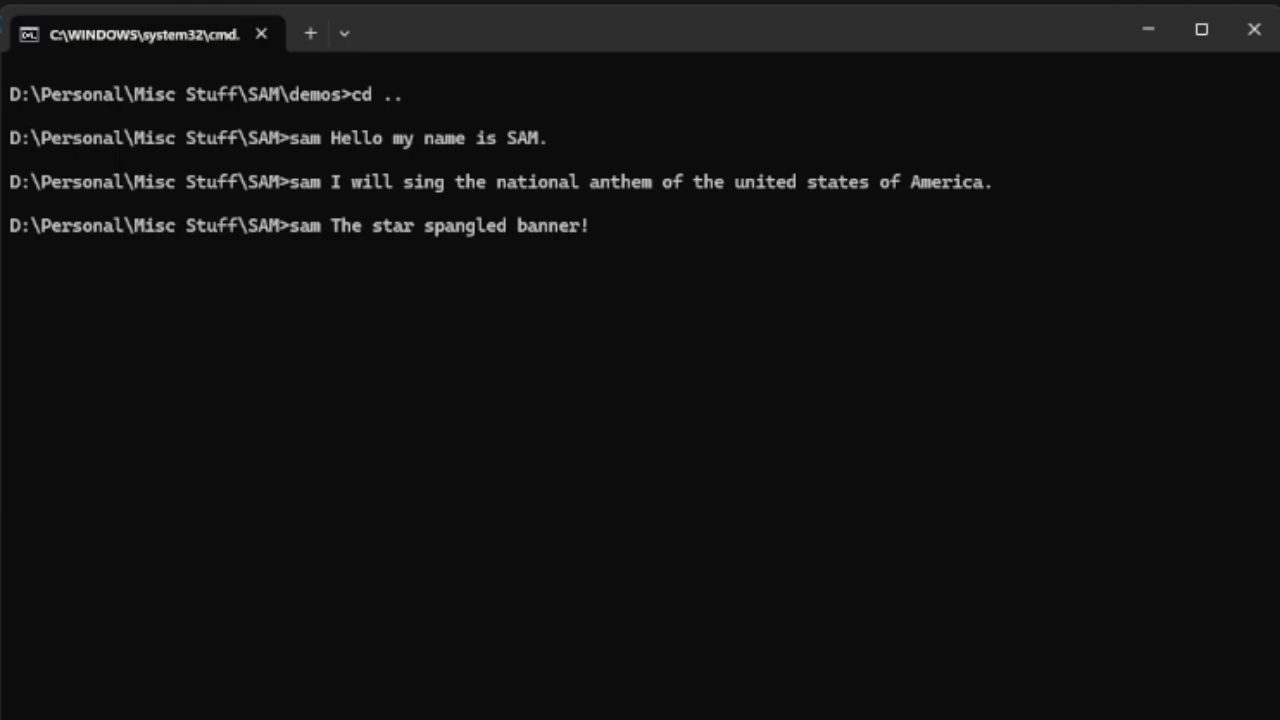 C:\WINDOWS\system32\cmd.
D:\Personal\Misc Stuff\SAM\demos>cd ..
D:\Personal\Misc Stuff\SAM>sam Hello my name is SAM.
D:\Personal\Misc Stuff\SAM>sam I will sing the national anthem of the united states of America.
D:\Personal\Misc Stuff\SAM>sam The star spangled banner!